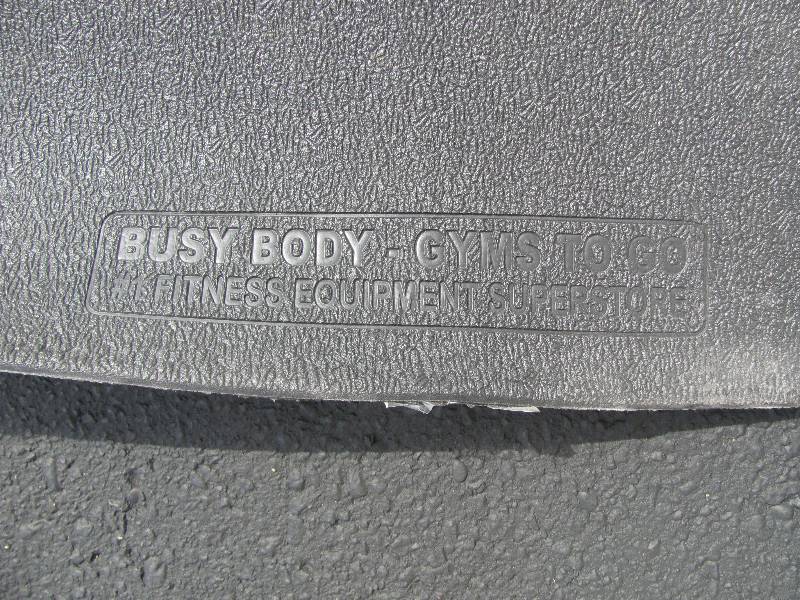 BUSY BODY - GYMS TO GO
#1 FITNESS EQUIPMENT SUPERSTORE